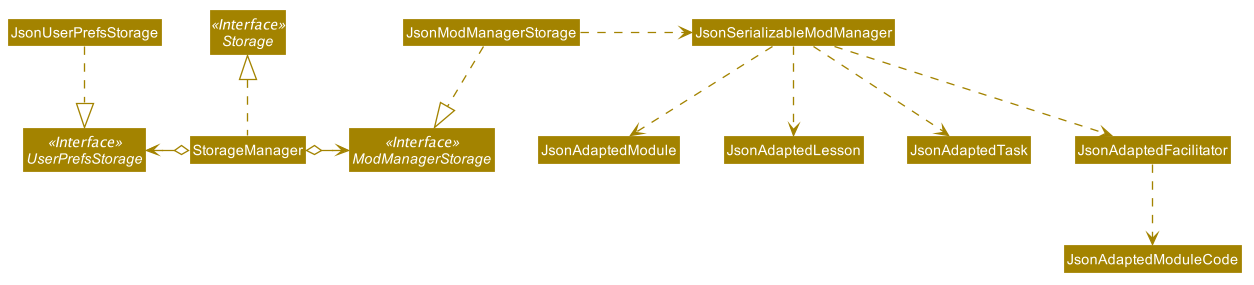 JsonUserPrefsStorage
«Interface»
Storage
JsonModManagerStorage
JsonSerializableModManager
«Interface»
UserPrefsStorage
StorageManager
«Interface»
ModManagerStorage
JsonAdaptedModule
JsonAdaptedLesson
JsonAdaptedTask
JsonAdaptedFacilitator
JsonAdaptedModuleCode